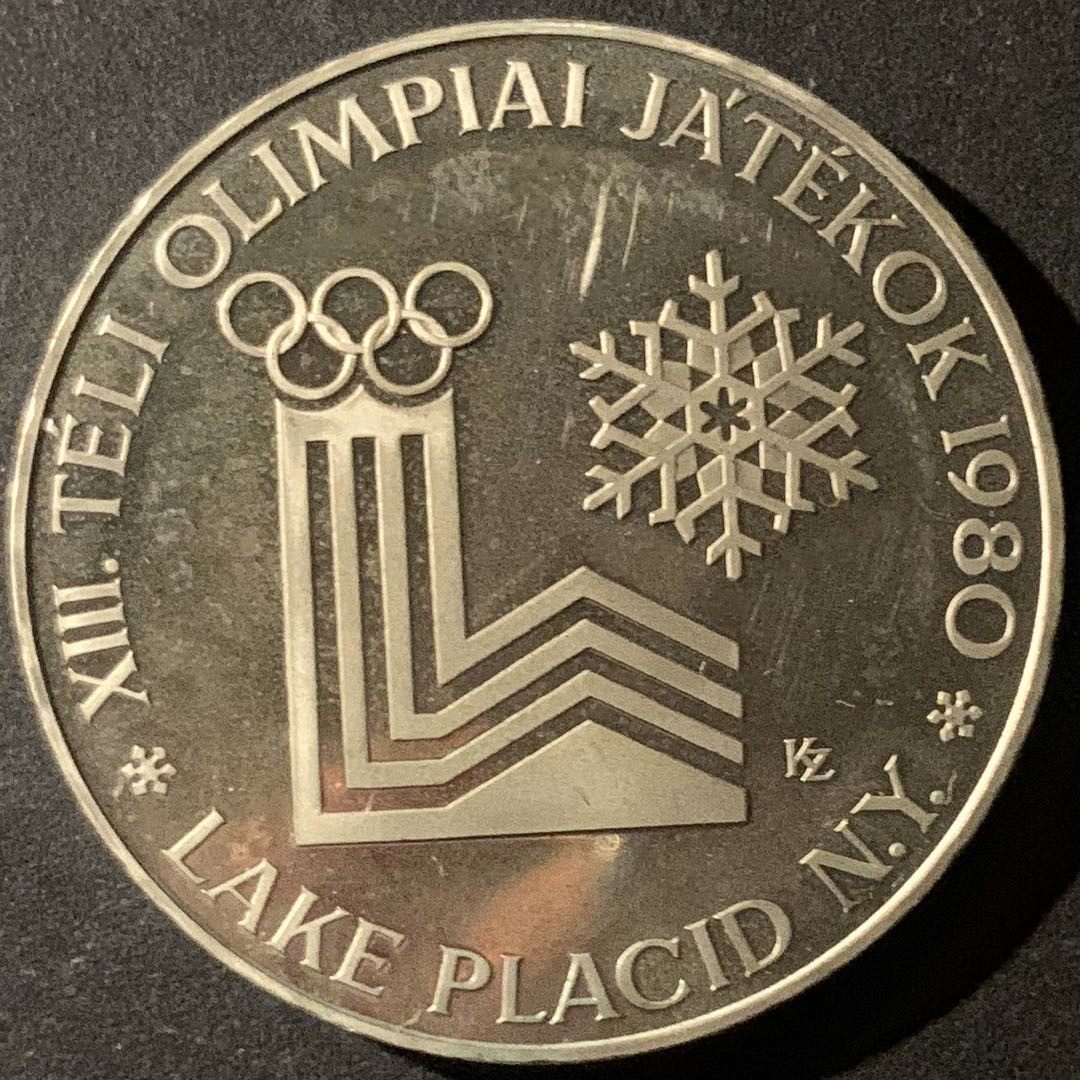 XIII. TÉLI OLIMPIAI JÁTÉKOK 1980
LAKE PLACID N.Y.
KZ